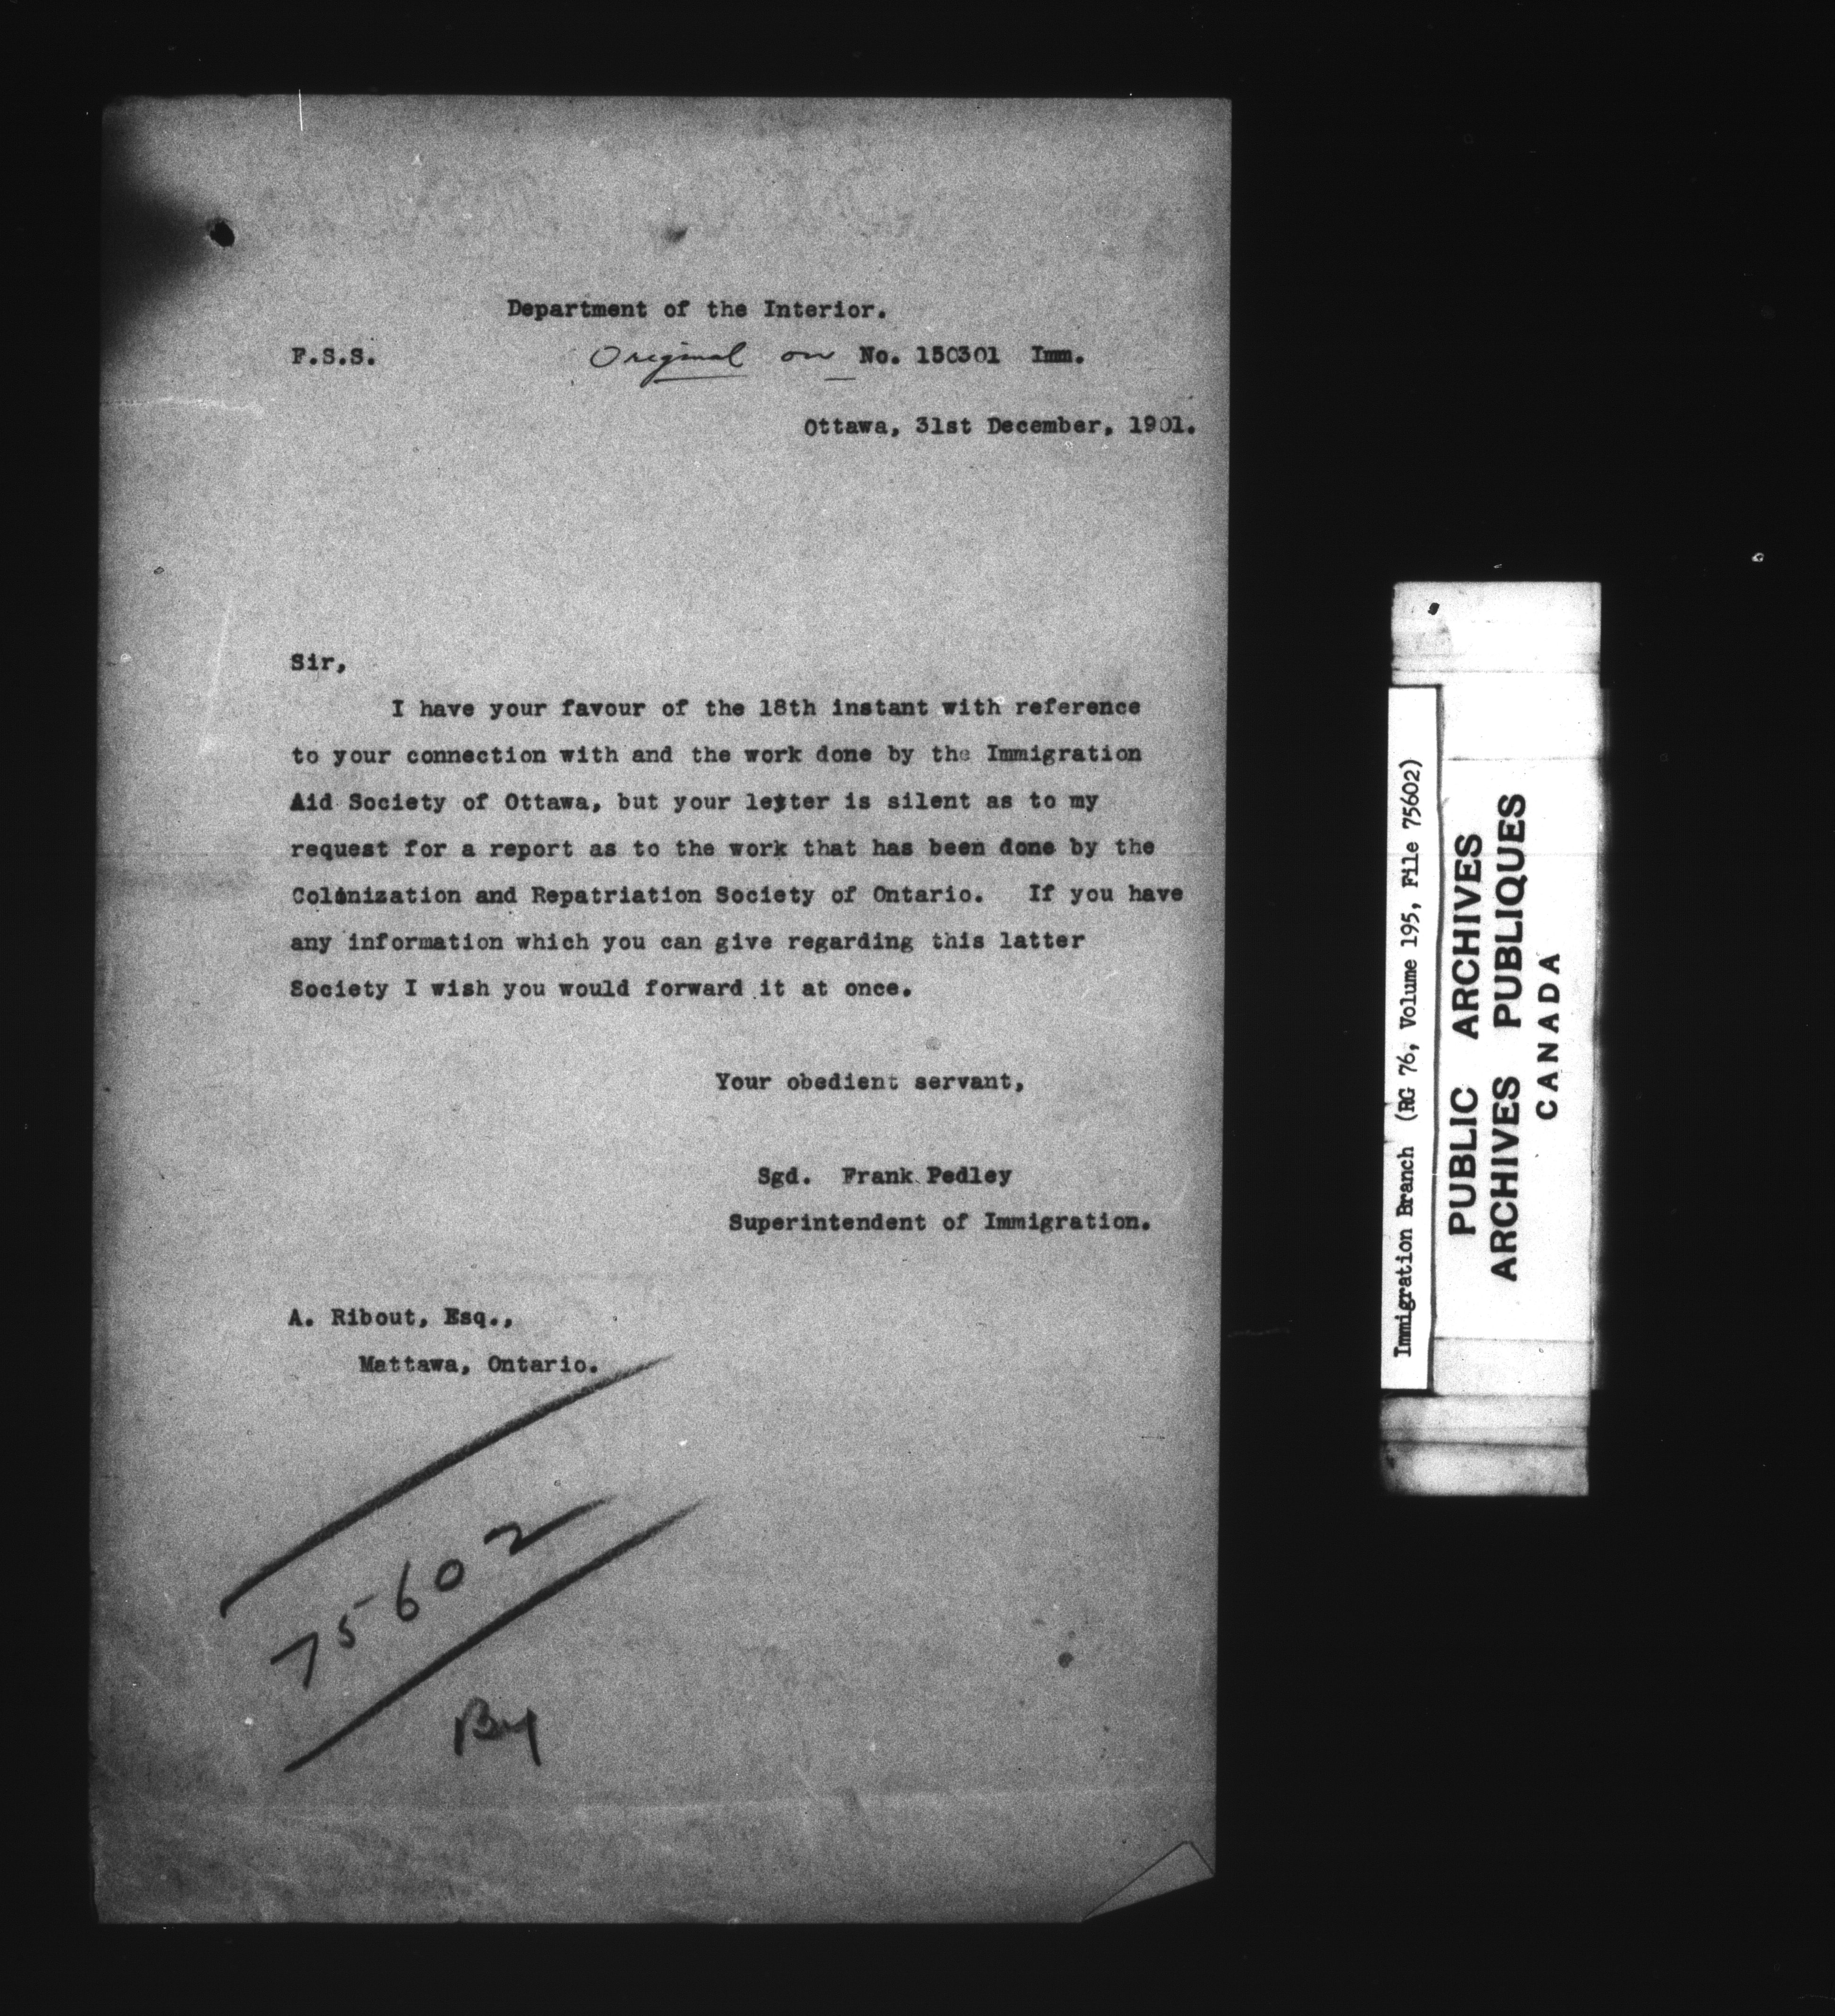 Department of the Interior.
F.S.S. Original on No. 150301 Imm.
Ottawa, 31st December, 1901.
Sir,
I have your favour of the 18th instant with reference
to your connection with and the work done by the Immigration
Aid Society of Ottawa, but your letter is silent as to my
request for a report as to the work that has been done by the
Colonization and Repatriation Society of Ontario. If you have
any information which you can give regarding this latter
Society I wish you would forward it at once.
Your obedient servant,
Sgd. Frank Pedley
Superintendent of Immigration.
A. Ribout, Esq.,
Mattawa, Ontario.
75602
Immigration Branch (RG 76, Volume 195, File 75602)
PUBLIC ARCHIVES
ARCHIVES PUBLIQUES
CANADA